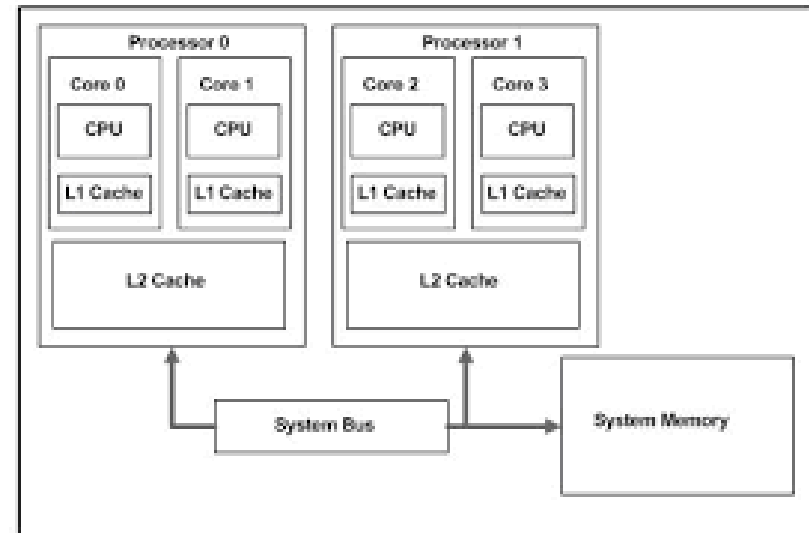 Processor 0
Processor 1
Core 0
Core 1
Core 2
Core 3
CPU
CPU
CPU
CPU
L1 Cache
L1 Cache
L1 Cache
L1 Cache
L2 Cache
L2 Cache
System Bus
System Memory